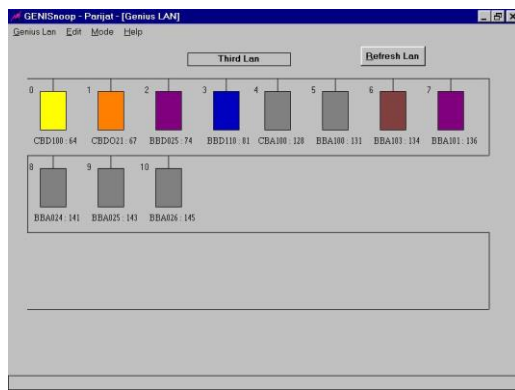 GENISnoop - Parijat - [Genius LAN]
Genius Lan Edit Mode Help
Third Lan
Refresh Lan
0 1 2 3 4 5 6 7
CBD100 : 64 CBDO21 : 67 BBD025 : 74 BBD110 : 81 CBA100 : 128 BBA100 : 131 BBA103 : 134 BBA101 : 136
8 9 10
BBA024 : 141 BBA025 : 143 BBA026 : 145